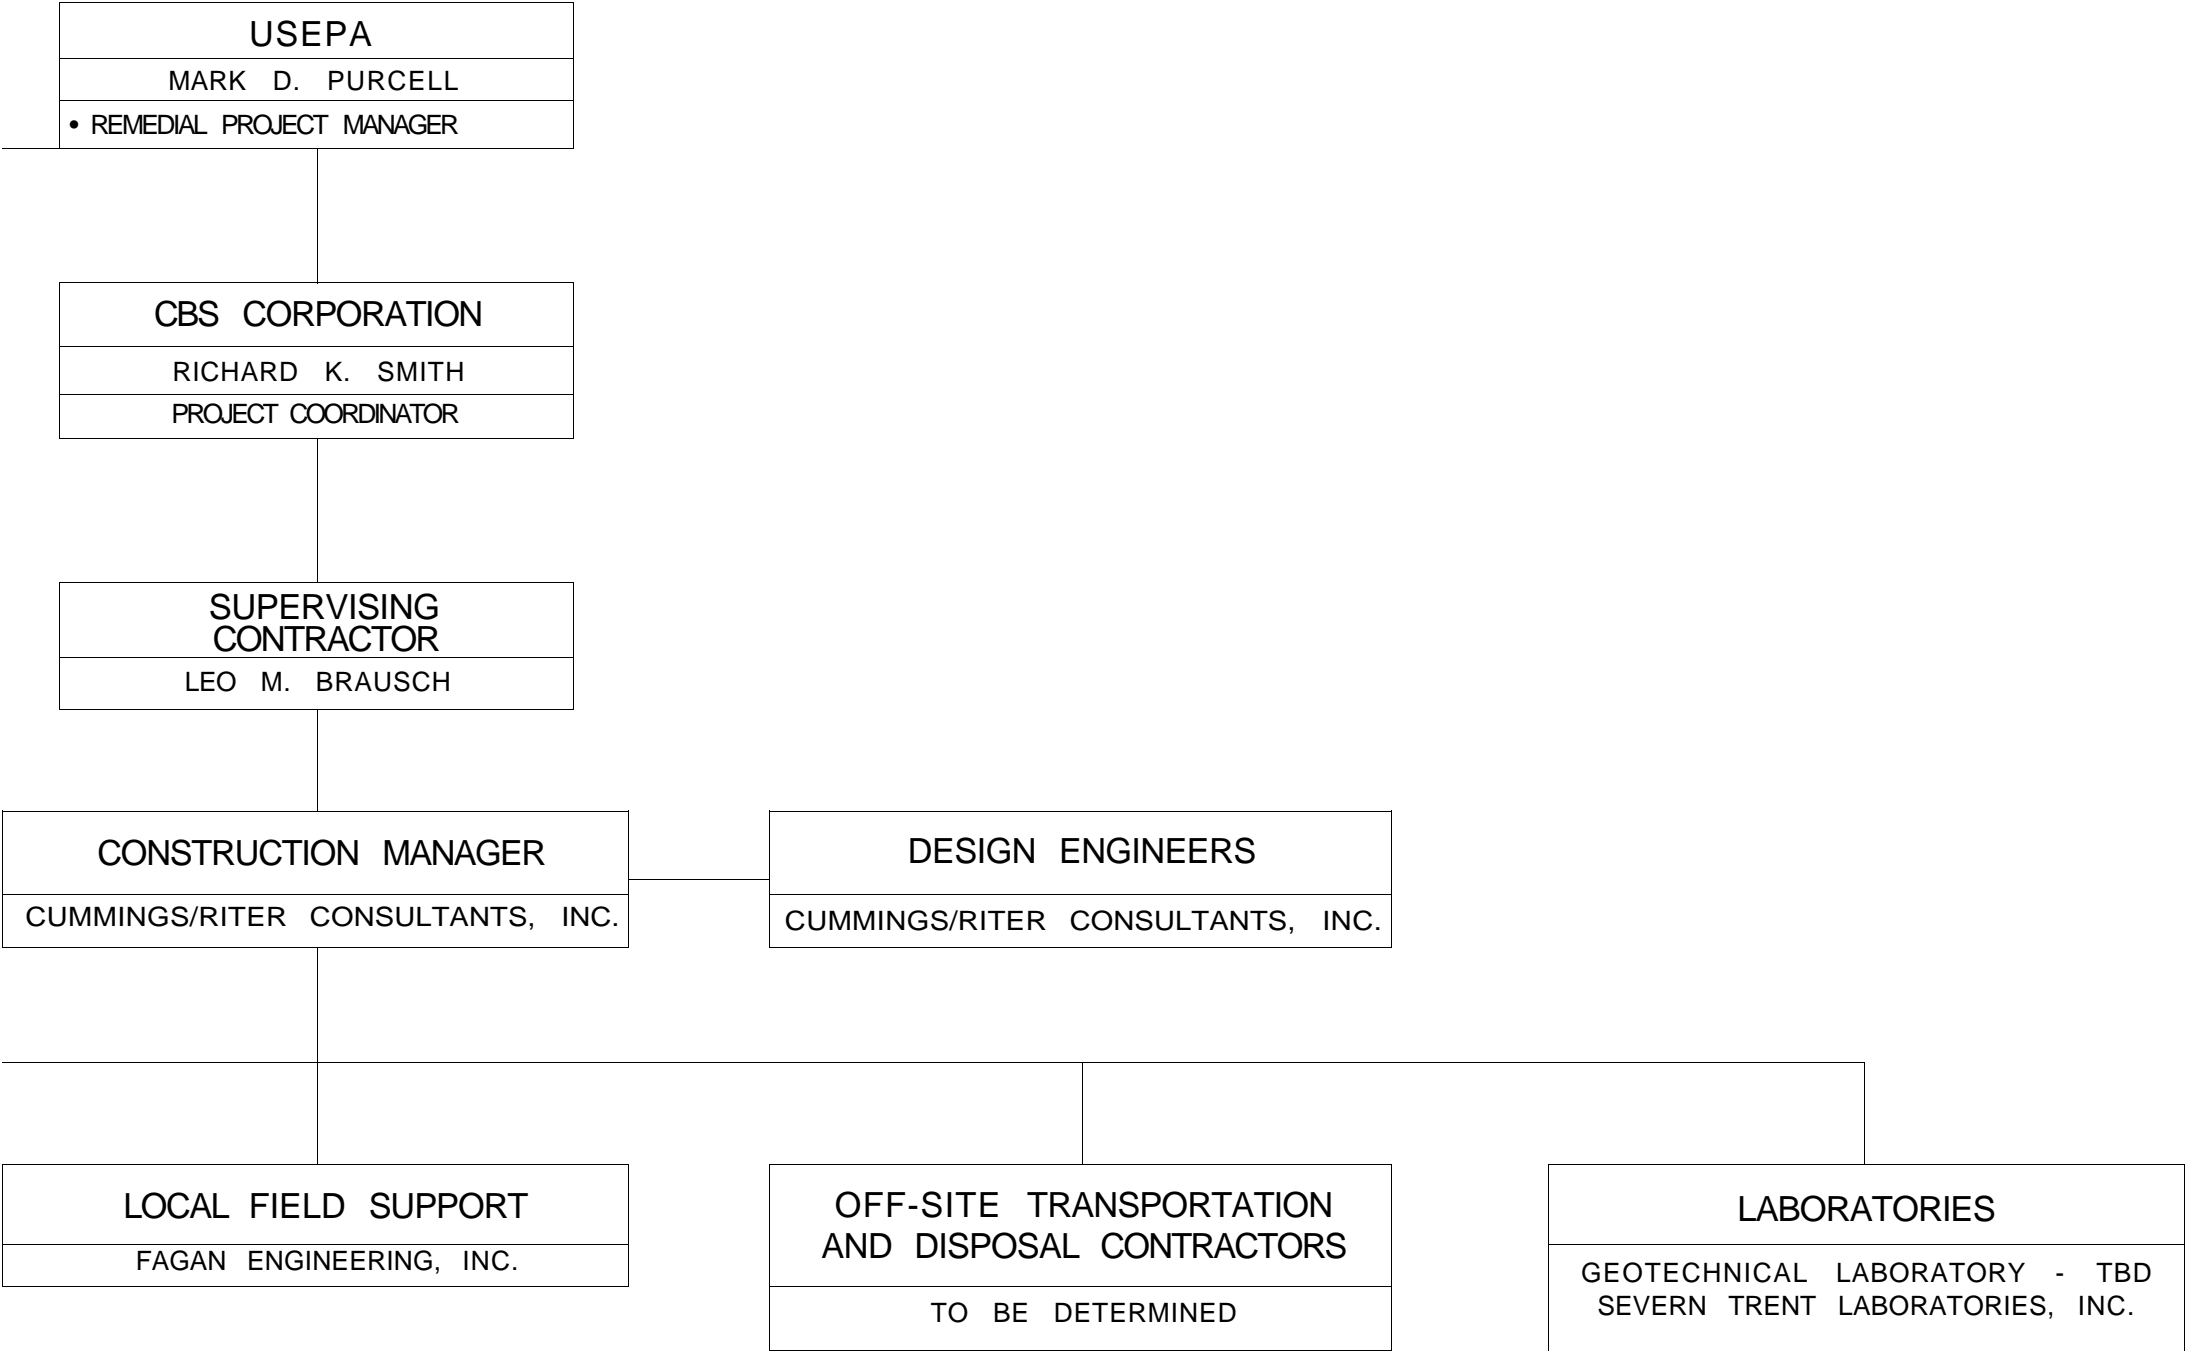 USEPA
MARK D. PURCELL
• REMEDIAL PROJECT MANAGER
CBS CORPORATION
RICHARD K. SMITH
PROJECT COORDINATOR
SUPERVISING
CONTRACTOR
LEO M. BRAUSCH
CONSTRUCTION MANAGER
CUMMINGS/RITER CONSULTANTS, INC.
DESIGN ENGINEERS
CUMMINGS/RITER CONSULTANTS, INC.
LOCAL FIELD SUPPORT
FAGAN ENGINEERING, INC.
OFF-SITE TRANSPORTATION
AND DISPOSAL CONTRACTORS
TO BE DETERMINED
LABORATORIES
GEOTECHNICAL LABORATORY - TBD
SEVERN TRENT LABORATORIES, INC.